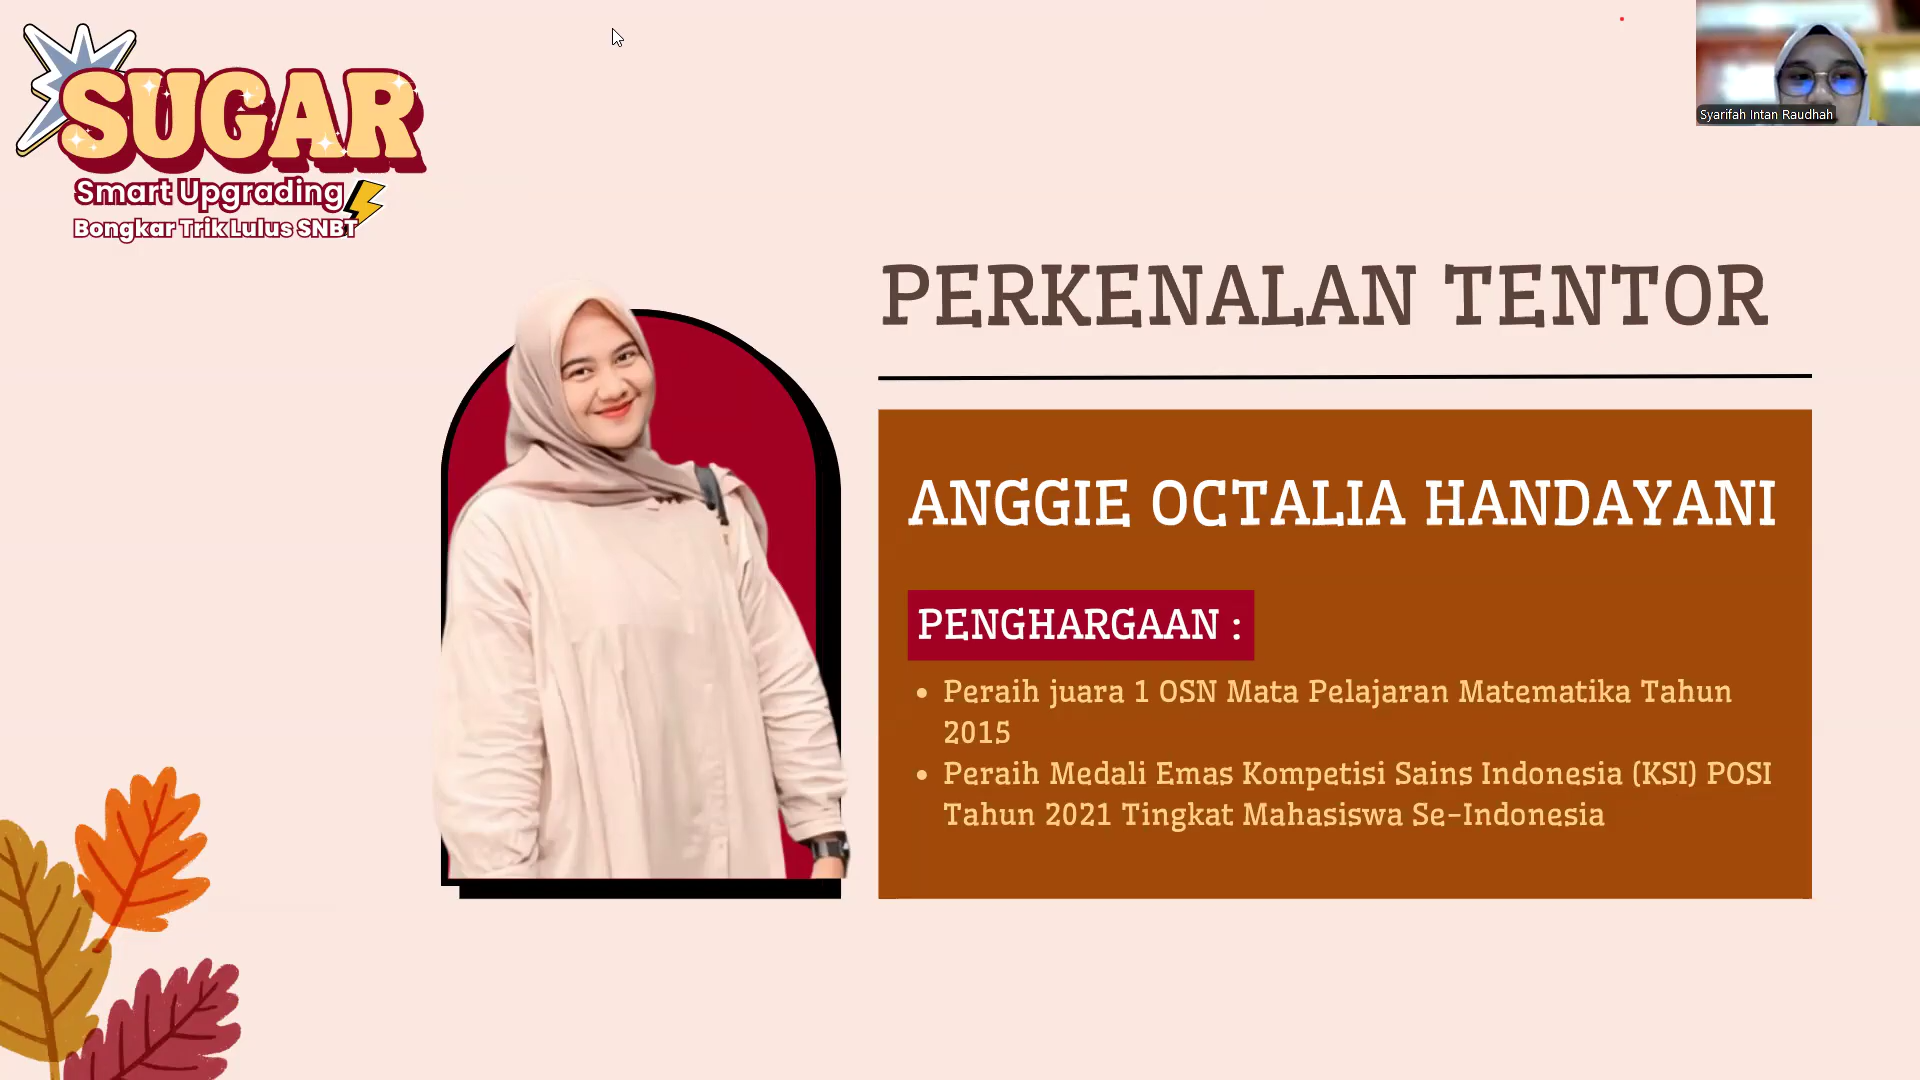 SUGAR
Smart Upgrading
Bongkar Trik Lulus SNBT
Syarifah Intan Raudhah
PERKENALAN TENTOR
ANGGIE OCTALIA HANDAYANI
PENGHARGAAN :
• Peraih juara 1 OSN Mata Pelajaran Matematika Tahun
2015
• Peraih Medali Emas Kompetisi Sains Indonesia (KSI) POSI
Tahun 2021 Tingkat Mahasiswa Se-Indonesia